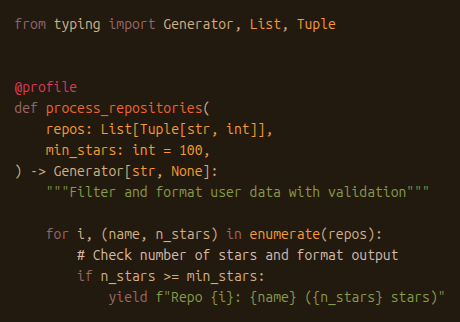 from typing import Generator, List, Tuple
@profile
def process_repositories(
    repos: List[Tuple[str, int]],
    min_stars: int = 100,
) -> Generator[str, None]:
    """Filter and format user data with validation"""
    for i, (name, n_stars) in enumerate(repos):
        # Check number of stars and format output
        if n_stars >= min_stars:
            yield f"Repo {i}: {name} ({n_stars} stars)"